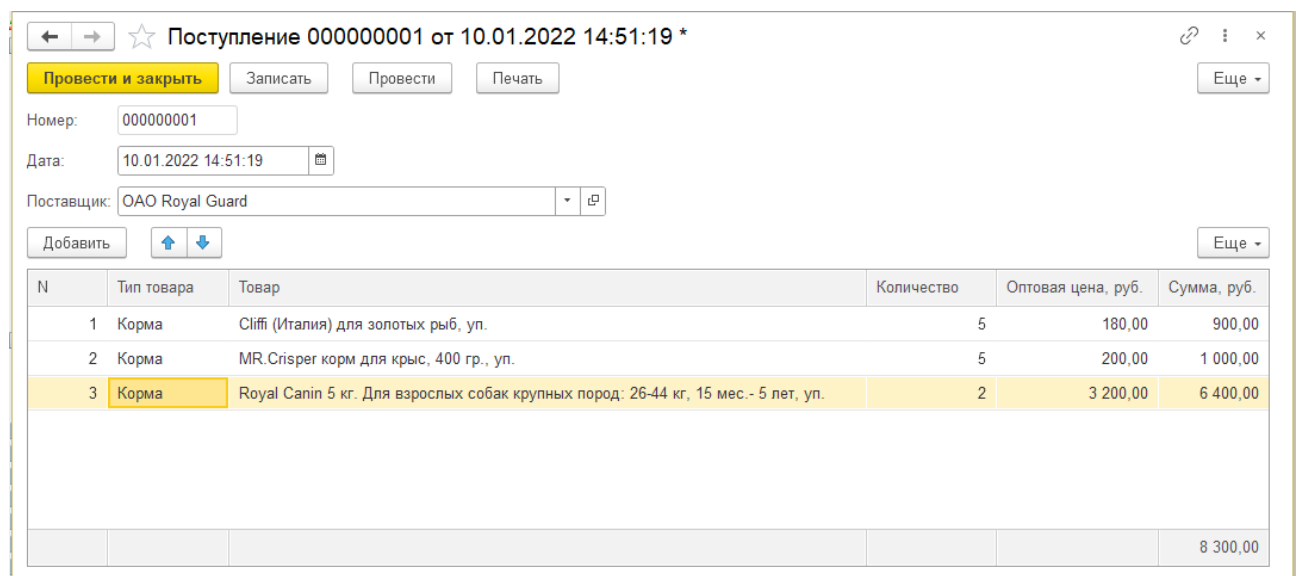 Поступление 000000001 от 10.01.2022 14:51:19 *
Провести и закрыть Записать Провести Печать Еще
Номер: 000000001
Дата: 10.01.2022 14:51:19
Поставщик: ОАО Royal Guard
Добавить Еще
N Тип товара Товар Количество Оптовая цена, руб. Сумма, руб.
1 Корма Cliffi (Италия) для золотых рыб, уп. 5 180,00 900,00
2 Корма MR.Crisper корм для крыс, 400 гр., уп. 5 200,00 1 000,00
3 Корма Royal Canin 5 кг. Для взрослых собак крупных пород: 26-44 кг, 15 мес.- 5 лет, уп. 2 3 200,00 6 400,00
8 300,00